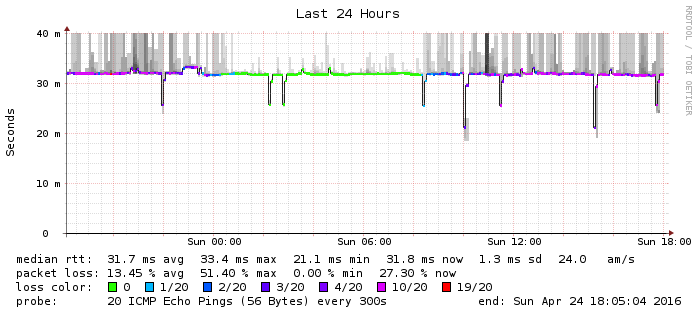 Last 24 Hours
RRDTOOL / TOBI OETIKER
Seconds
40 m
30 m
20 m
10 m
0
Sun 00:00 Sun 06:00 Sun 12:00 Sun 18:00
median rtt: 31.7 ms avg 33.4 ms max 21.1 ms min 31.8 ms now 1.3 ms sd 24.0 am/s
packet loss: 13.45 % avg 51.40 % max 0.00 % min 27.30 % now
loss color: 0 1/20 2/20 3/20 4/20 10/20 19/20
probe: 20 ICMP Echo Pings (56 Bytes) every 300s end: Sun Apr 24 18:05:04 2016